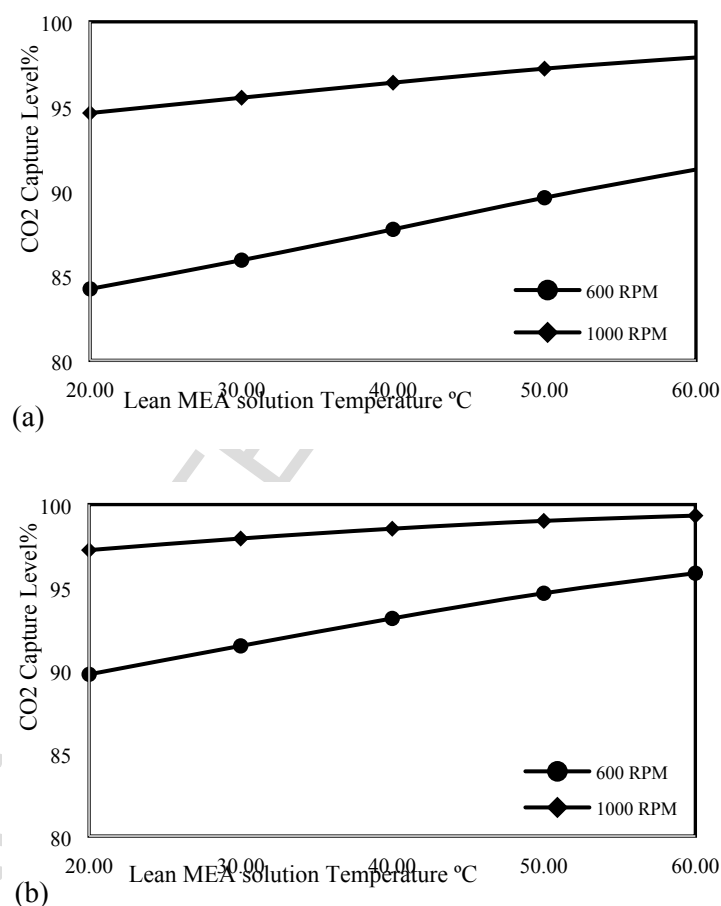 100
95
90
85
80
CO2 Capture Level%
600 RPM
1000 RPM
20.00 30.00 40.00 50.00 60.00
Lean MEA solution Temperature ºC
(a)
100
95
90
85
80
CO2 Capture Level%
600 RPM
1000 RPM
20.00 30.00 40.00 50.00 60.00
Lean MEA solution Temperature ºC
(b)